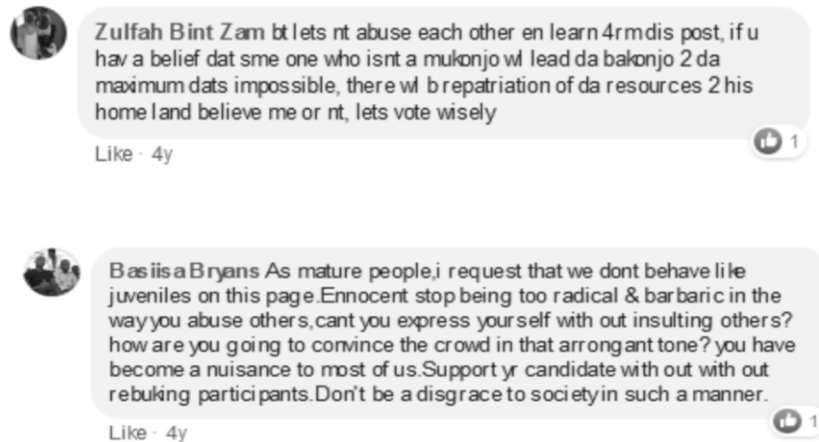 Zulfah Bint Zam bt lets nt abuse each other en learn 4rm dis post, if u
hav a belief dat sme one who isnt a mukonjo wl lead da bakonjo 2 da
maximum dats impossible, there wl b repatriation of da resources 2 his
home land believe me or nt, lets vote wisely
1
Like · 4y
Basiisa Bryans As mature people,i request that we dont behave like
juveniles on this page.Ennocent stop being too radical & barbaric in the
way you abuse others,cant you express yourself with out insulting others?
how are you going to convince the crowd in that arrongant tone? you have
become a nuisance to most of us.Support yr candidate with out with out
rebuking participants.Don't be a disgrace to society in such a manner.
1
Like · 4y